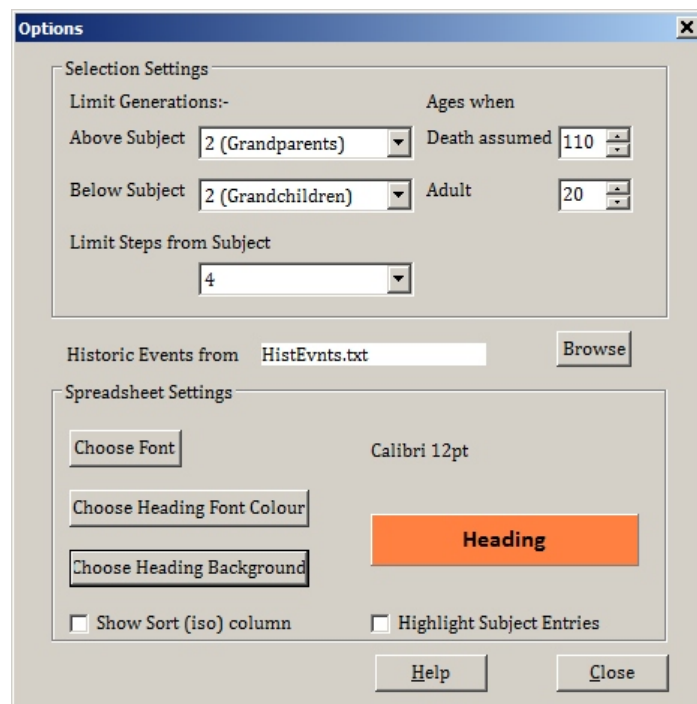 Options
Selection Settings
Limit Generations:-
Ages when
Above Subject
2 (Grandparents)
Death assumed
110
Below Subject
2 (Grandchildren)
Adult
20
Limit Steps from Subject
4
Historic Events from
HistEvnts.txt
Browse
Spreadsheet Settings
Choose Font
Calibri 12pt
Choose Heading Font Colour
Heading
Choose Heading Background
Show Sort (iso) column
Highlight Subject Entries
Help
Close